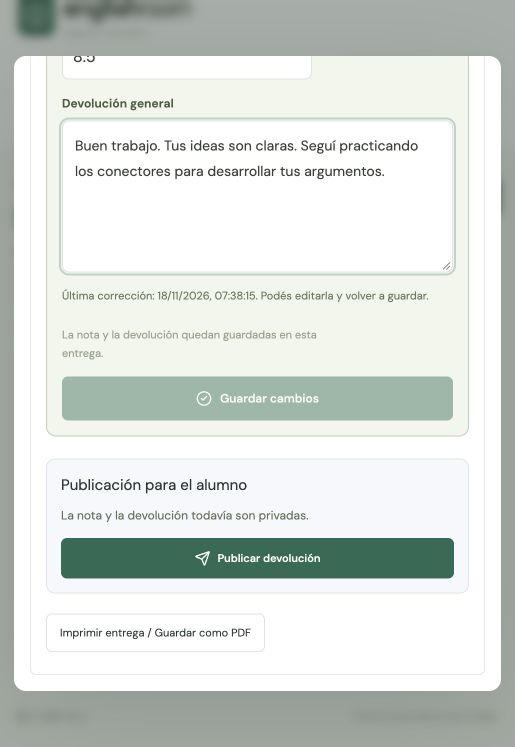 8.5
Devolución general
Buen trabajo. Tus ideas son claras. Seguí practicando
los conectores para desarrollar tus argumentos.
Última corrección: 18/11/2026, 07:38:15. Podés editarla y volver a guardar.
La nota y la devolución quedan guardadas en esta
entrega.
Guardar cambios
Publicación para el alumno
La nota y la devolución todavía son privadas.
Publicar devolución
Imprimir entrega / Guardar como PDF